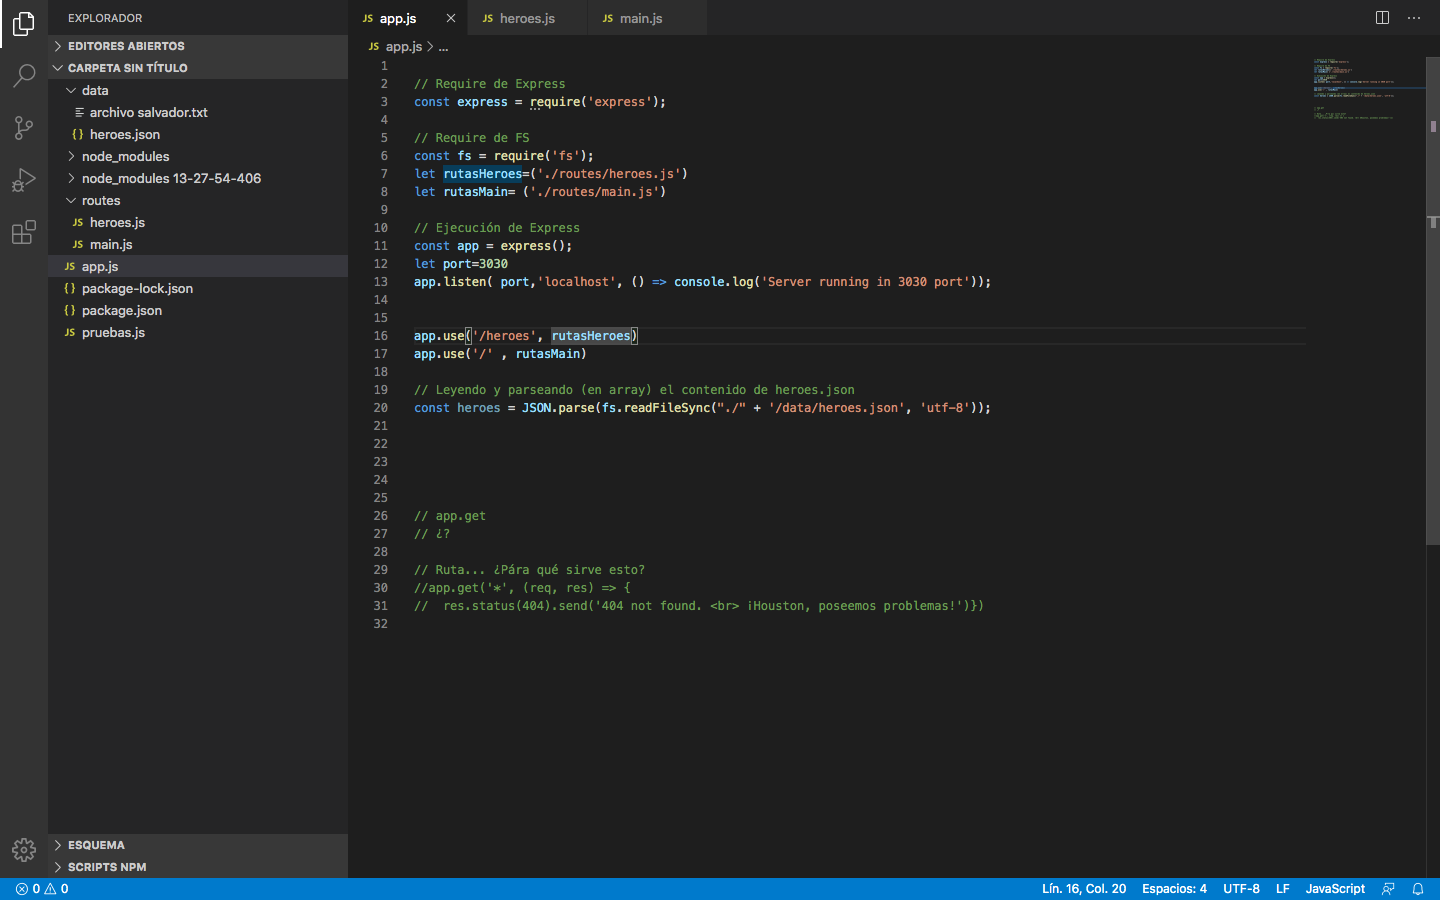 EXPLORADOR
EDITORES ABIERTOS
CARPETA SIN TÍTULO
data
archivo salvador.txt
{} heroes.json
node_modules
node_modules 13-27-54-406
routes
JS heroes.js
JS main.js
JS app.js
{} package-lock.json
{} package.json
JS pruebas.js
ESQUEMA
SCRIPTS NPM
JS app.js
JS heroes.js
JS main.js
JS app.js > ...
1
2 // Require de Express
3 const express = require('express');
4
5 // Require de FS
6 const fs = require('fs');
7 let rutasHeroes=('./routes/heroes.js')
8 let rutasMain= ('./routes/main.js')
9
10 // Ejecución de Express
11 const app = express();
12 let port=3030
13 app.listen( port,'localhost', () => console.log('Server running in 3030 port'));
14
15
16 app.use('/heroes', rutasHeroes)
17 app.use('/' , rutasMain)
18
19 // Leyendo y parseando (en array) el contenido de heroes.json
20 const heroes = JSON.parse(fs.readFileSync("./" + '/data/heroes.json', 'utf-8'));
21
22
23
24
25
26 // app.get
27 // ¿?
28
29 // Ruta... ¿Pára qué sirve esto?
30 //app.get('*', (req, res) => {
31 //  res.status(404).send('404 not found. <br> ¡Houston, poseemos problemas!')})
32
0 0
Lín. 16, Col. 20
Espacios: 4
UTF-8
LF
JavaScript